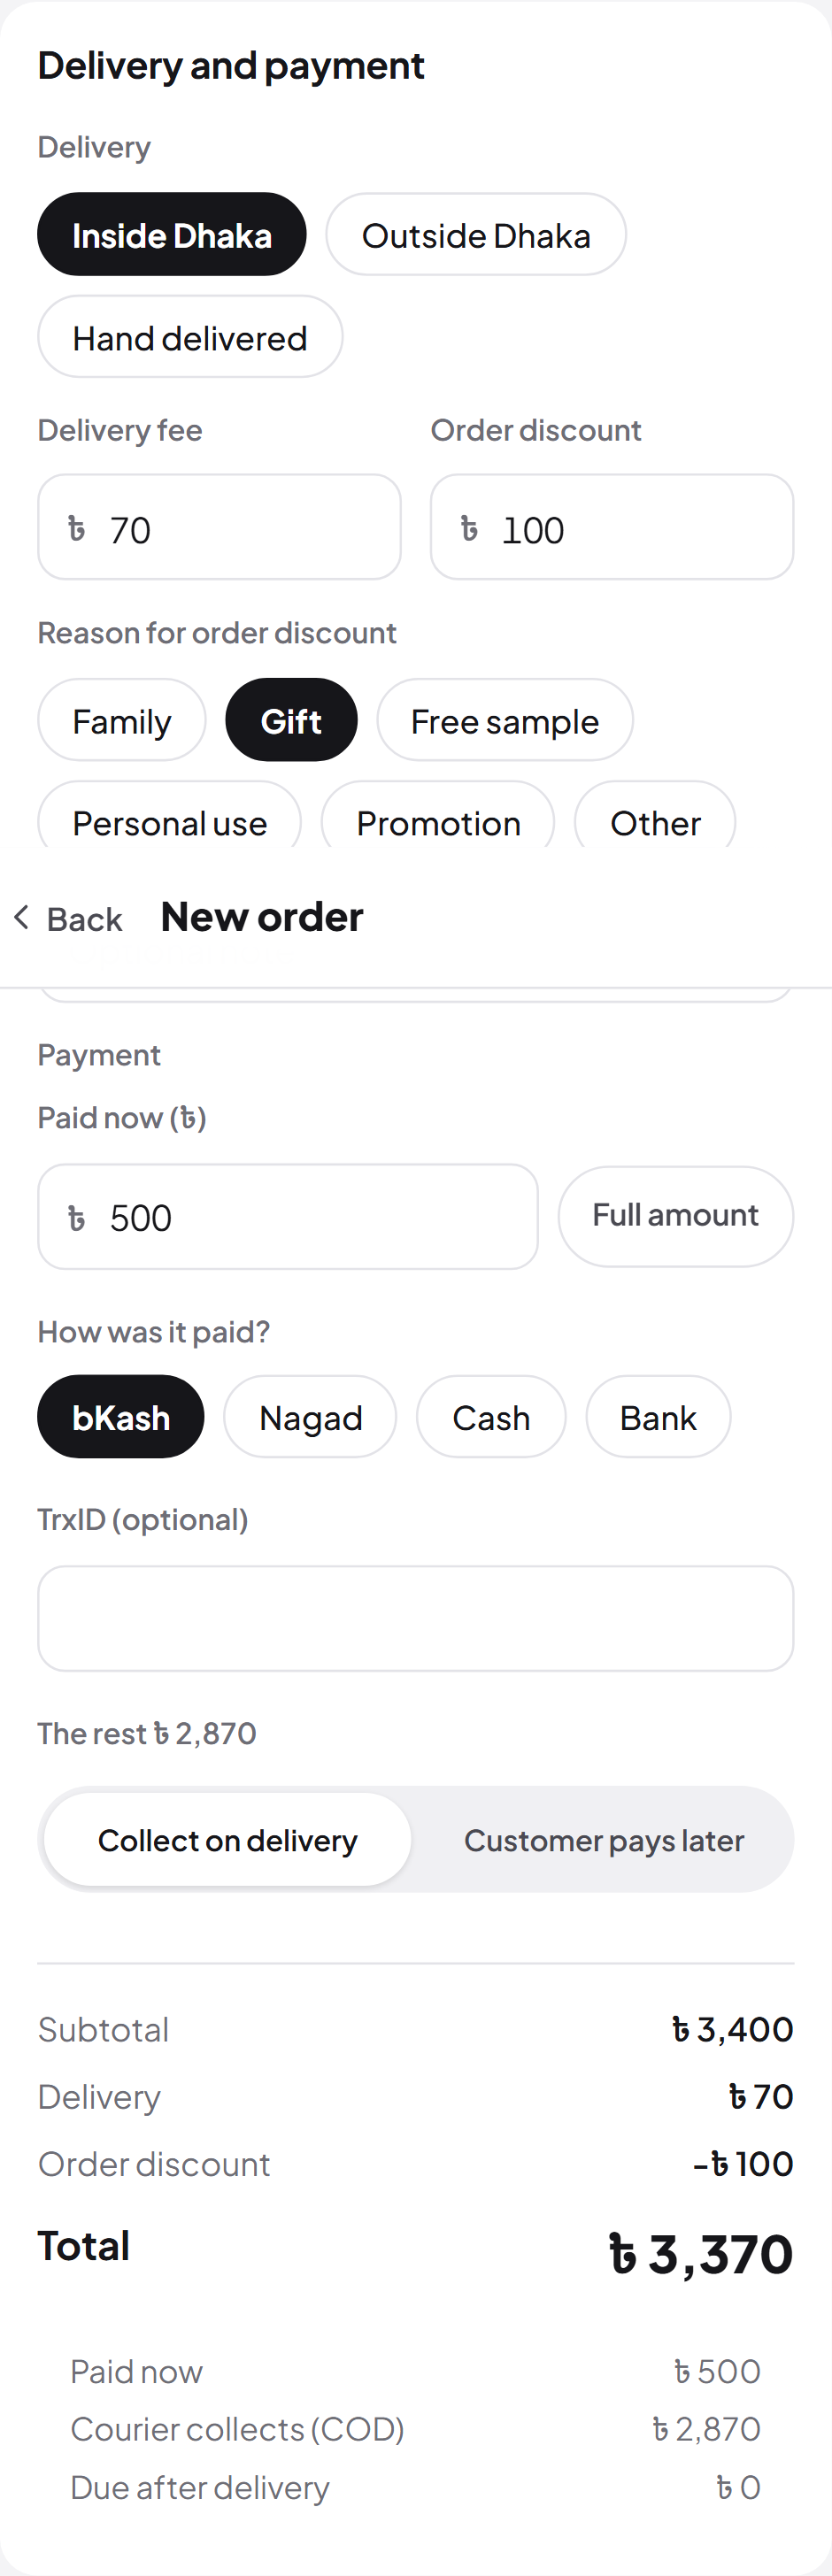 Delivery and payment
Delivery
Inside Dhaka
Outside Dhaka
Hand delivered
Delivery fee
Order discount
৳ 70
৳ 100
Reason for order discount
Family
Gift
Free sample
Personal use
Promotion
Other
Back
New order
Payment
Paid now (৳)
৳ 500
Full amount
How was it paid?
bKash
Nagad
Cash
Bank
TrxID (optional)
The rest ৳ 2,870
Collect on delivery
Customer pays later
Subtotal ৳ 3,400
Delivery ৳ 70
Order discount -৳ 100
Total ৳ 3,370
Paid now ৳ 500
Courier collects (COD) ৳ 2,870
Due after delivery ৳ 0